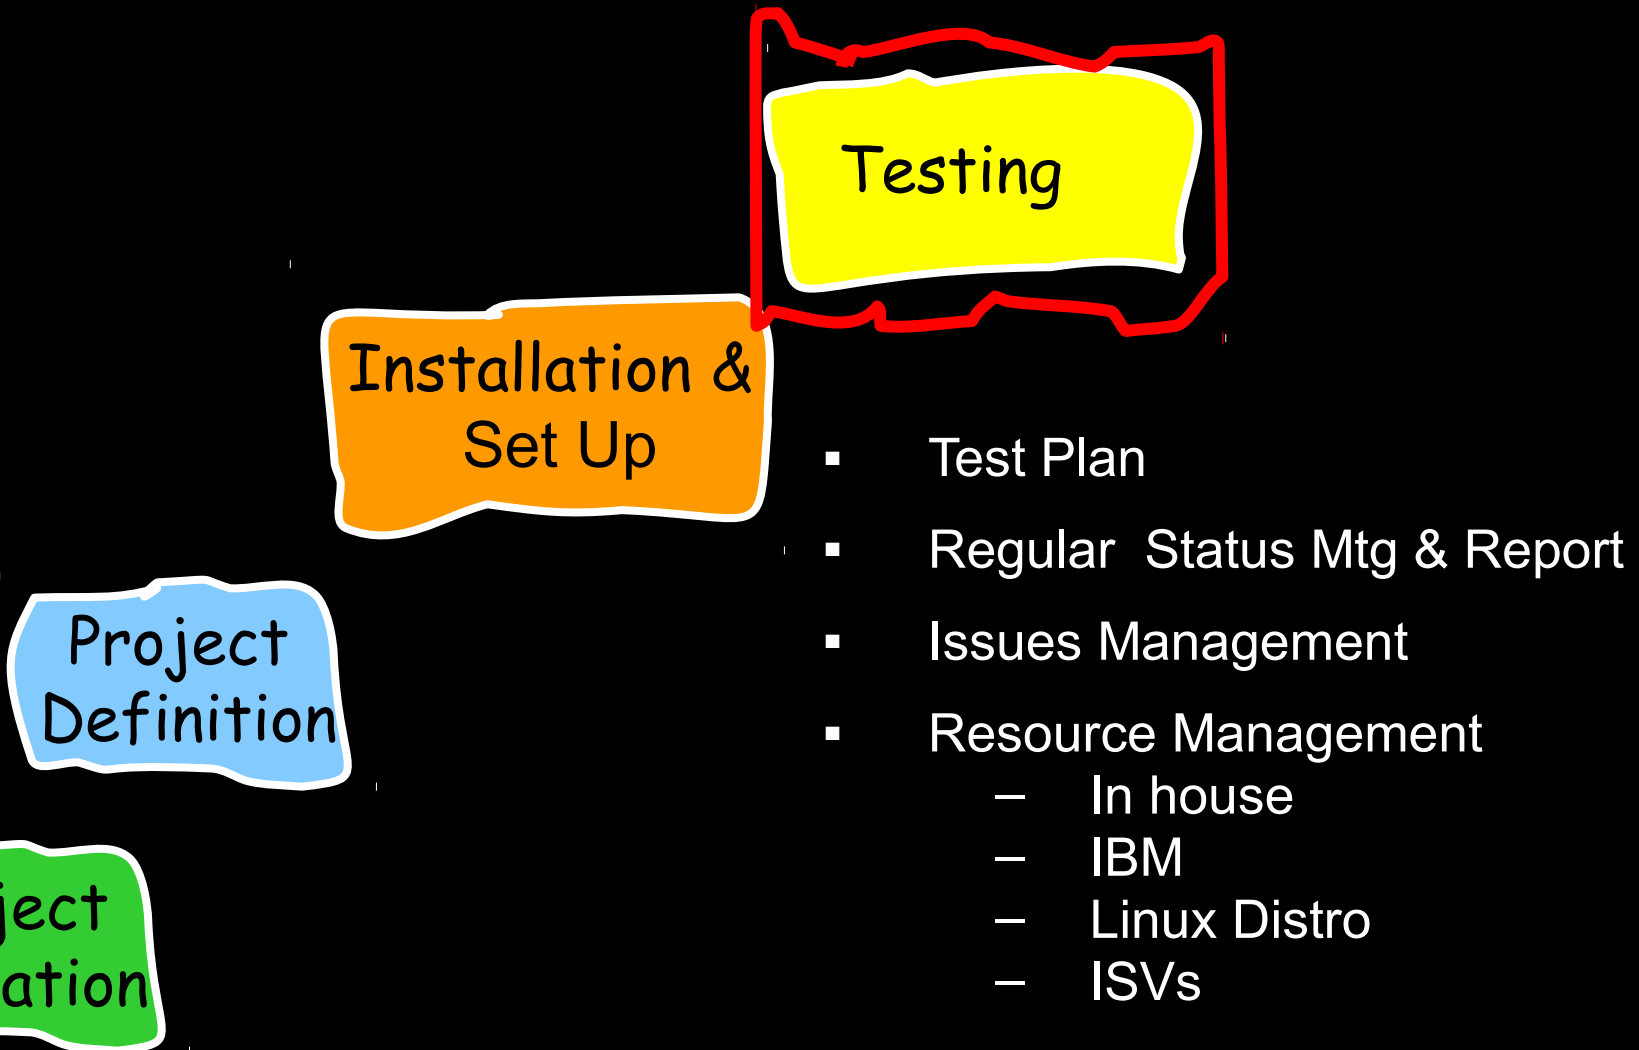 Testing
Installation &
Set Up
▪ Test Plan
▪ Regular Status Mtg & Report
▪ Issues Management
▪ Resource Management
– In house
– IBM
– Linux Distro
– ISVs
Project
Definition
ject
ation